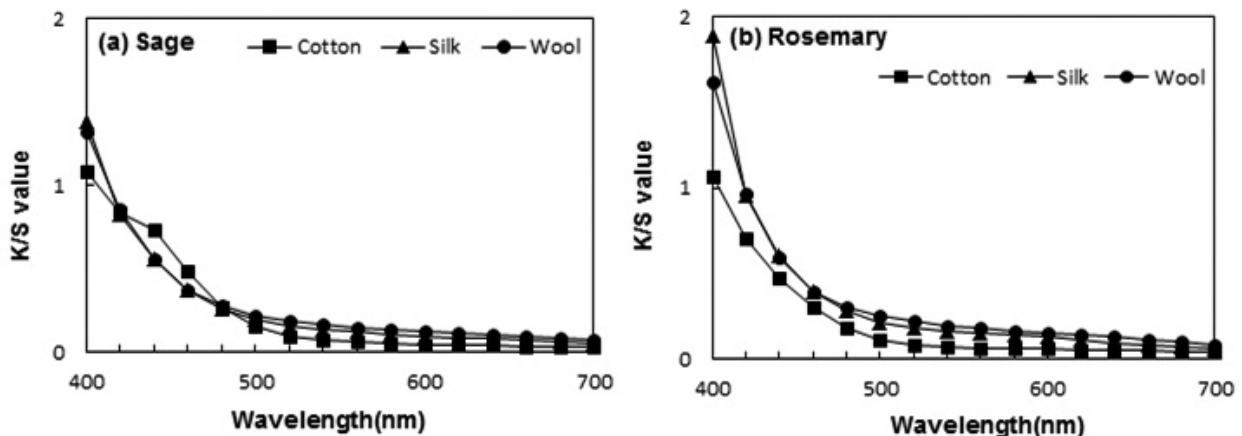 2
(a) Sage
Cotton
Silk
Wool
K/S value
1
0
400
500
600
700
Wavelength(nm)
2
(b) Rosemary
Cotton
Silk
Wool
K/S value
1
0
400
500
600
700
Wavelength(nm)